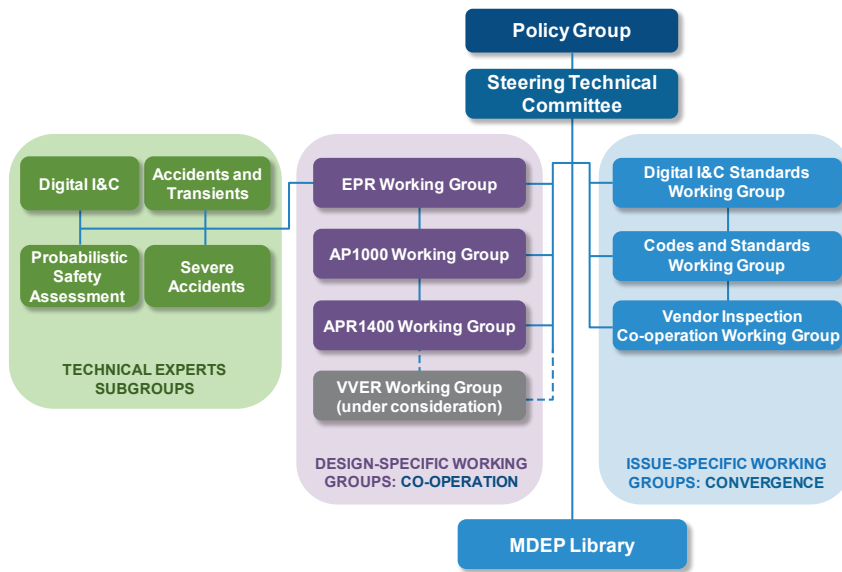 Policy Group
Steering Technical
Committee
Digital I&C
Accidents and
Transients
Probabilistic
Safety
Assessment
Severe
Accidents
TECHNICAL EXPERTS
SUBGROUPS
EPR Working Group
AP1000 Working Group
APR1400 Working Group
VVER Working Group
(under consideration)
DESIGN-SPECIFIC WORKING
GROUPS: CO-OPERATION
Digital I&C Standards
Working Group
Codes and Standards
Working Group
Vendor Inspection
Co-operation Working Group
ISSUE-SPECIFIC WORKING
GROUPS: CONVERGENCE
MDEP Library